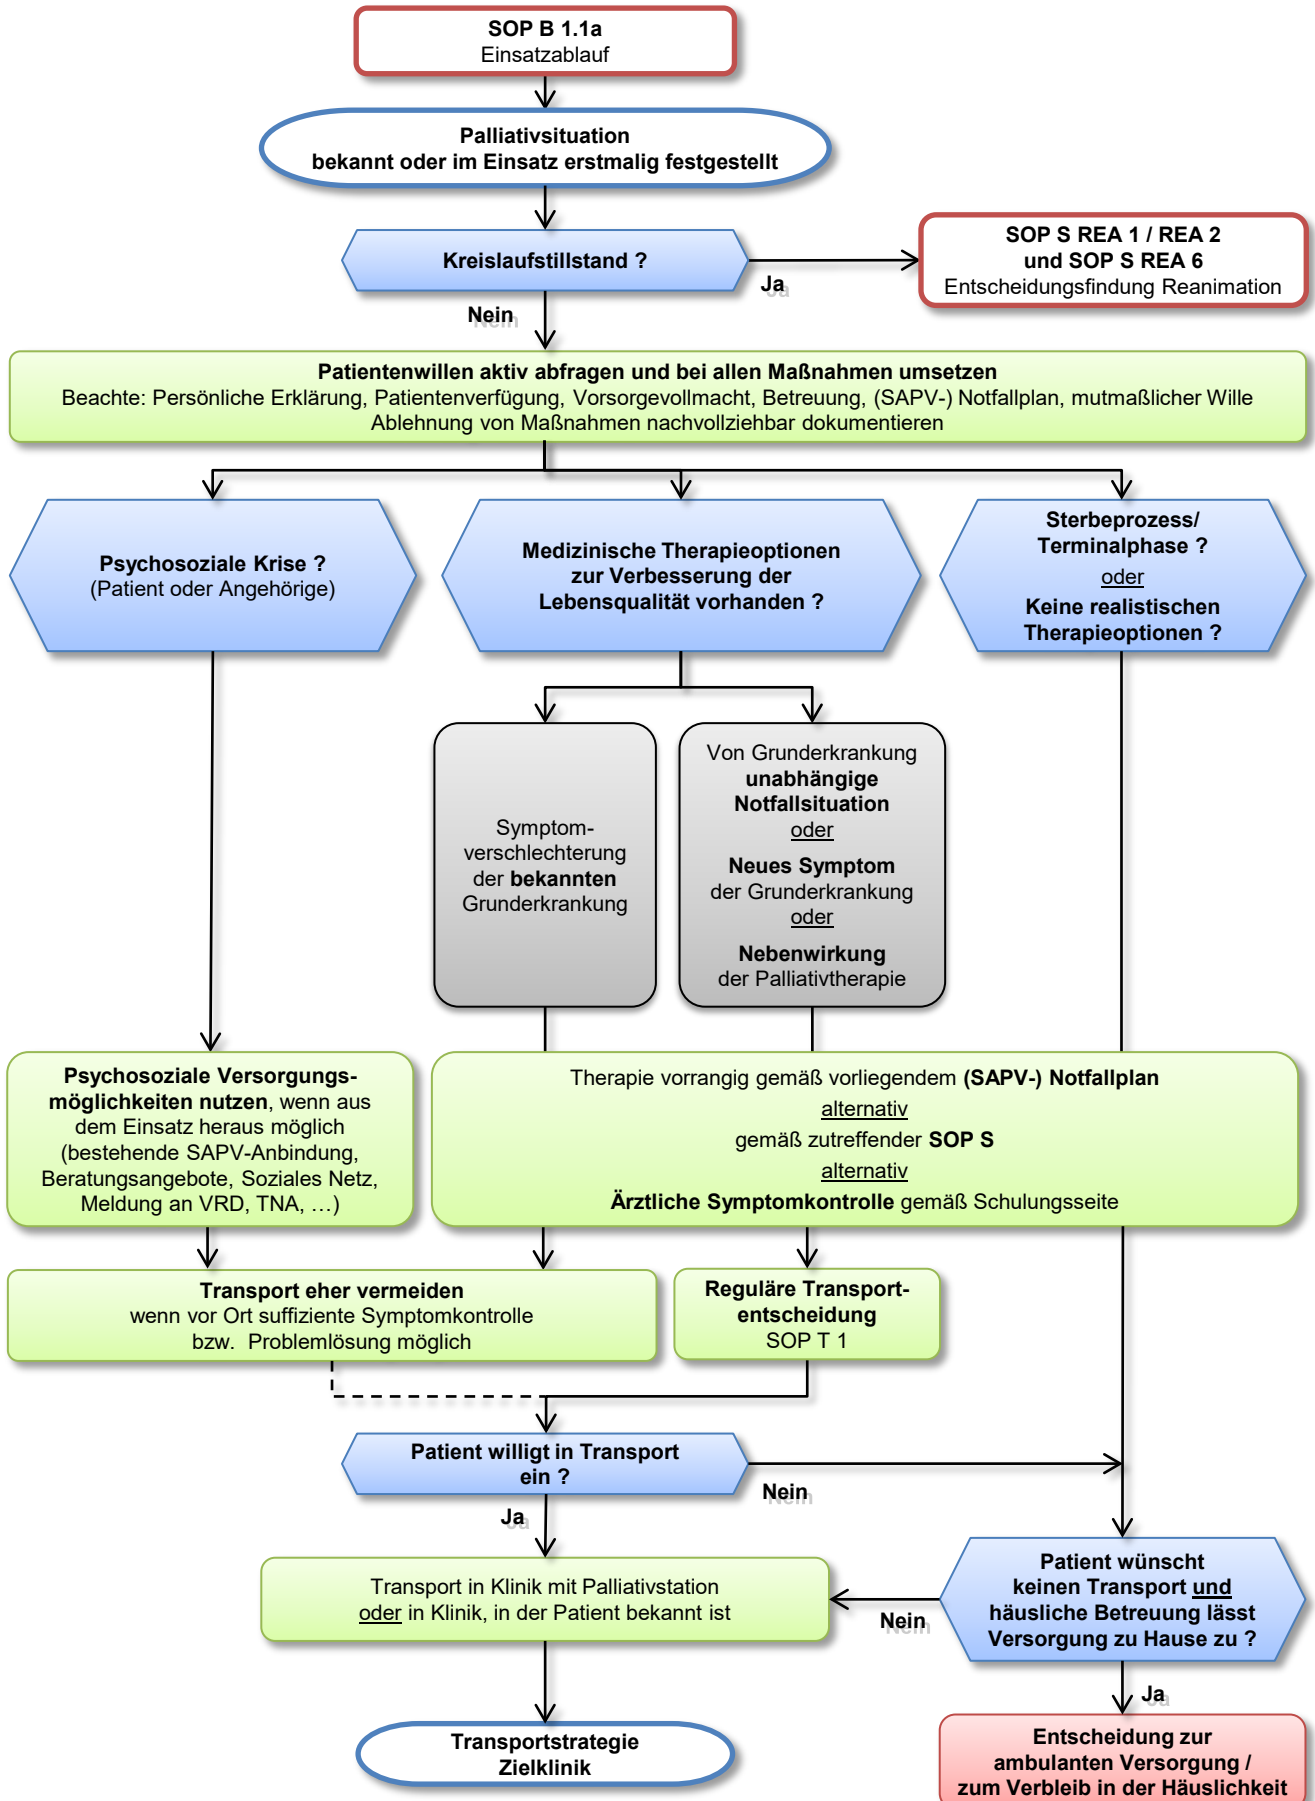 SOP B 1.1a
Einsatzablauf
Palliativsituation
bekannt oder im Einsatz erstmalig festgestellt
Kreislaufstillstand ?
Ja
SOP S REA 1 / REA 2
und SOP S REA 6
Entscheidungsfindung Reanimation
Nein
Patientenwillen aktiv abfragen und bei allen Maßnahmen umsetzen
Beachte: Persönliche Erklärung, Patientenverfügung, Vorsorgevollmacht, Betreuung, (SAPV-) Notfallplan, mutmaßlicher Wille
Ablehnung von Maßnahmen nachvollziehbar dokumentieren
Psychosoziale Krise ?
(Patient oder Angehörige)
Medizinische Therapieoptionen
zur Verbesserung der
Lebensqualität vorhanden ?
Sterbeprozess/
Terminalphase ?
oder
Keine realistischen
Therapieoptionen ?
Symptom-
verschlechterung
der bekannten
Grunderkrankung
Von Grunderkrankung
unabhängige
Notfallsituation
oder
Neues Symptom
der Grunderkrankung
oder
Nebenwirkung
der Palliativtherapie
Psychosoziale Versorgungs-
möglichkeiten nutzen, wenn aus
dem Einsatz heraus möglich
(bestehende SAPV-Anbindung,
Beratungsangebote, Soziales Netz,
Meldung an VRD, TNA, …)
Therapie vorrangig gemäß vorliegendem (SAPV-) Notfallplan
alternativ
gemäß zutreffender SOP S
alternativ
Ärztliche Symptomkontrolle gemäß Schulungsseite
Transport eher vermeiden
wenn vor Ort suffiziente Symptomkontrolle
bzw. Problemlösung möglich
Reguläre Transport-
entscheidung
SOP T 1
Patient willigt in Transport
ein ?
Nein
Ja
Transport in Klinik mit Palliativstation
oder in Klinik, in der Patient bekannt ist
Patient wünscht
keinen Transport und
häusliche Betreuung lässt
Versorgung zu Hause zu ?
Nein
Ja
Transportstrategie
Zielklinik
Entscheidung zur
ambulanten Versorgung /
zum Verbleib in der Häuslichkeit